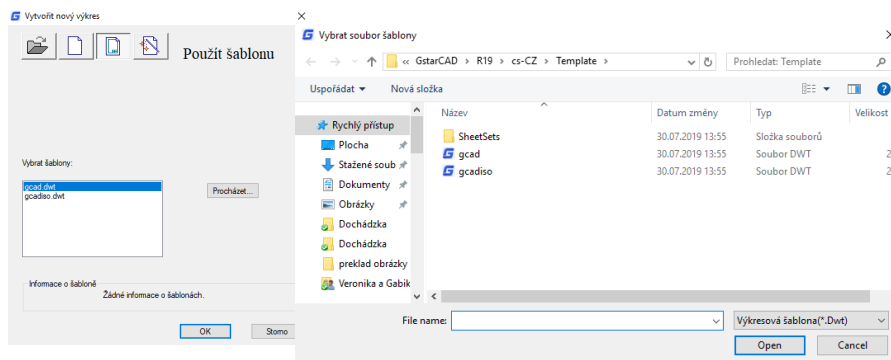 Vytvořit nový výkres
Použít šablonu
Vybrat šablony:
gcad.dwt
gcadiso.dwt
Procházet...
Informace o šabloně
Žádné informace o šablonách.
OK
Storno
Vybrat soubor šablony
« GstarCAD > R19 > cs-CZ > Template >
Prohledat: Template
Uspořádat
Nová složka
Název
Datum změny
Typ
Velikost
SheetSets
30.07.2019 13:55
Složka souborů
gcad
30.07.2019 13:55
Soubor DWT
2
gcadiso
30.07.2019 13:55
Soubor DWT
2
Rychlý přístup
Plocha
Stažené soub
Dokumenty
Obrázky
Docházka
Docházka
preklad obrázky
Veronika a Gabik
File name:
Výkresová šablona(*.Dwt)
Open
Cancel